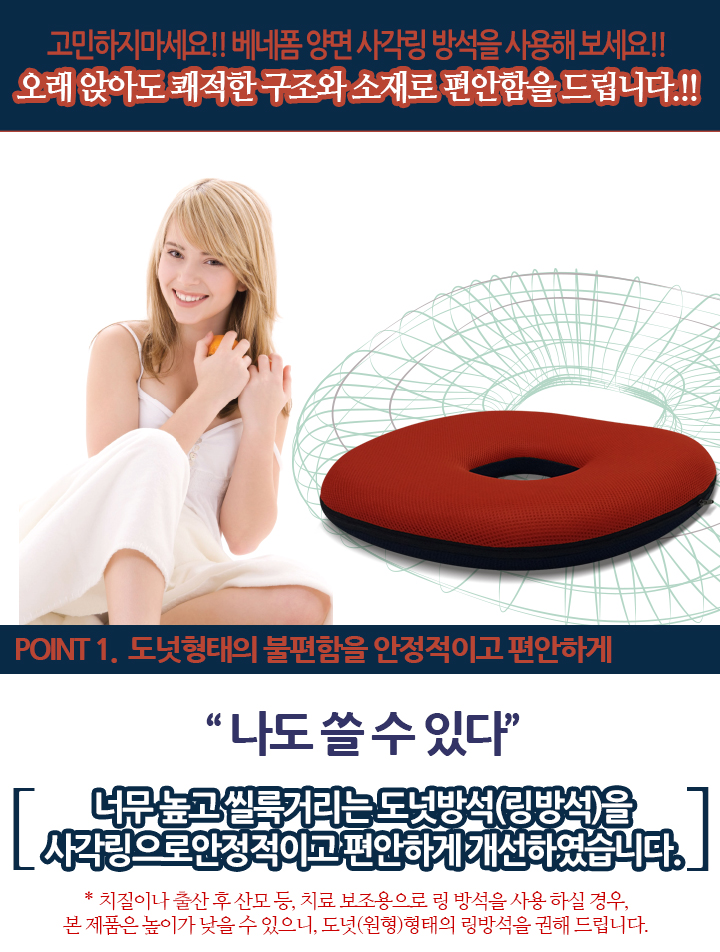 고민하지마세요!! 베네폼 양면 사각링 방석을 사용해 보세요!!
오래 앉아도 쾌적한 구조와 소재로 편안함을 드립니다.!!
POINT 1. 도넛형태의 불편함을 안정적이고 편안하게
“ 나도 쓸 수 있다”
너무 높고 씰룩거리는 도넛방석(링방석)을
사각링으로안정적이고 편안하게 개선하였습니다.
* 치질이나 출산 후 산모 등, 치료 보조용으로 링 방석을 사용 하실 경우,
본 제품은 높이가 낮을 수 있으니, 도넛(원형)형태의 링방석을 권해 드립니다.